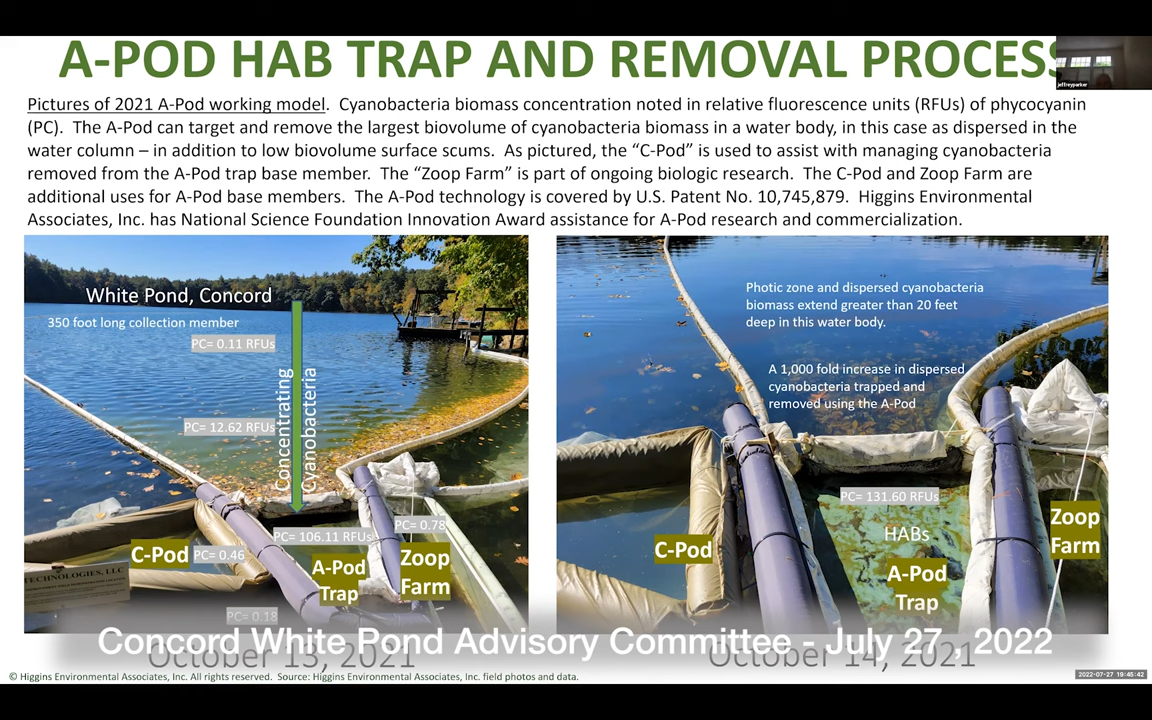 A-POD HAB TRAP AND REMOVAL PROCESS
jeffreyparker
Pictures of 2021 A-Pod working model. Cyanobacteria biomass concentration noted in relative fluorescence units (RFUs) of phycocyanin
(PC). The A-Pod can target and remove the largest biovolume of cyanobacteria biomass in a water body, in this case as dispersed in the
water column – in addition to low biovolume surface scums. As pictured, the “C-Pod” is used to assist with managing cyanobacteria
removed from the A-Pod trap base member. The “Zoop Farm” is part of ongoing biologic research. The C-Pod and Zoop Farm are
additional uses for A-Pod base members. The A-Pod technology is covered by U.S. Patent No. 10,745,879. Higgins Environmental
Associates, Inc. has National Science Foundation Innovation Award assistance for A-Pod research and commercialization.
White Pond, Concord
350 foot long collection member
PC= 0.11 RFUs
PC= 12.62 RFUs
Concentrating
Cyanobacteria
PC= 106.11 RFUs
PC= 0.78
C-Pod
PC= 0.46
A-Pod
Trap
Zoop
Farm
TECHNOLOGIES, LLC
PC= 0.18
October 13, 2021
Photic zone and dispersed cyanobacteria
biomass extend greater than 20 feet
deep in this water body.
A 1,000 fold increase in dispersed
cyanobacteria trapped and
removed using the A-Pod
PC= 131.60 RFUs
HABs
C-Pod
A-Pod
Trap
Zoop
Farm
October 14, 2021
Concord White Pond Advisory Committee - July 27, 2022
© Higgins Environmental Associates, Inc. All rights reserved. Source: Higgins Environmental Associates, Inc. field photos and data.
2022-07-27 19:45:42